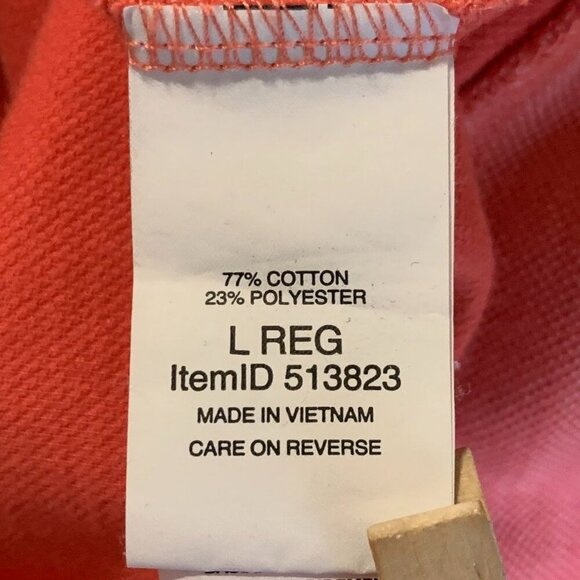 77% COTTON
23% POLYESTER
L REG
ItemID 513823
MADE IN VIETNAM
CARE ON REVERSE